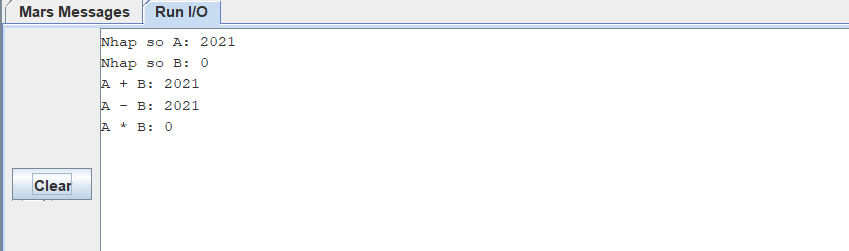 Mars Messages Run I/O
Nhap so A: 2021
Nhap so B: 0
A + B: 2021
A - B: 2021
A * B: 0
Clear